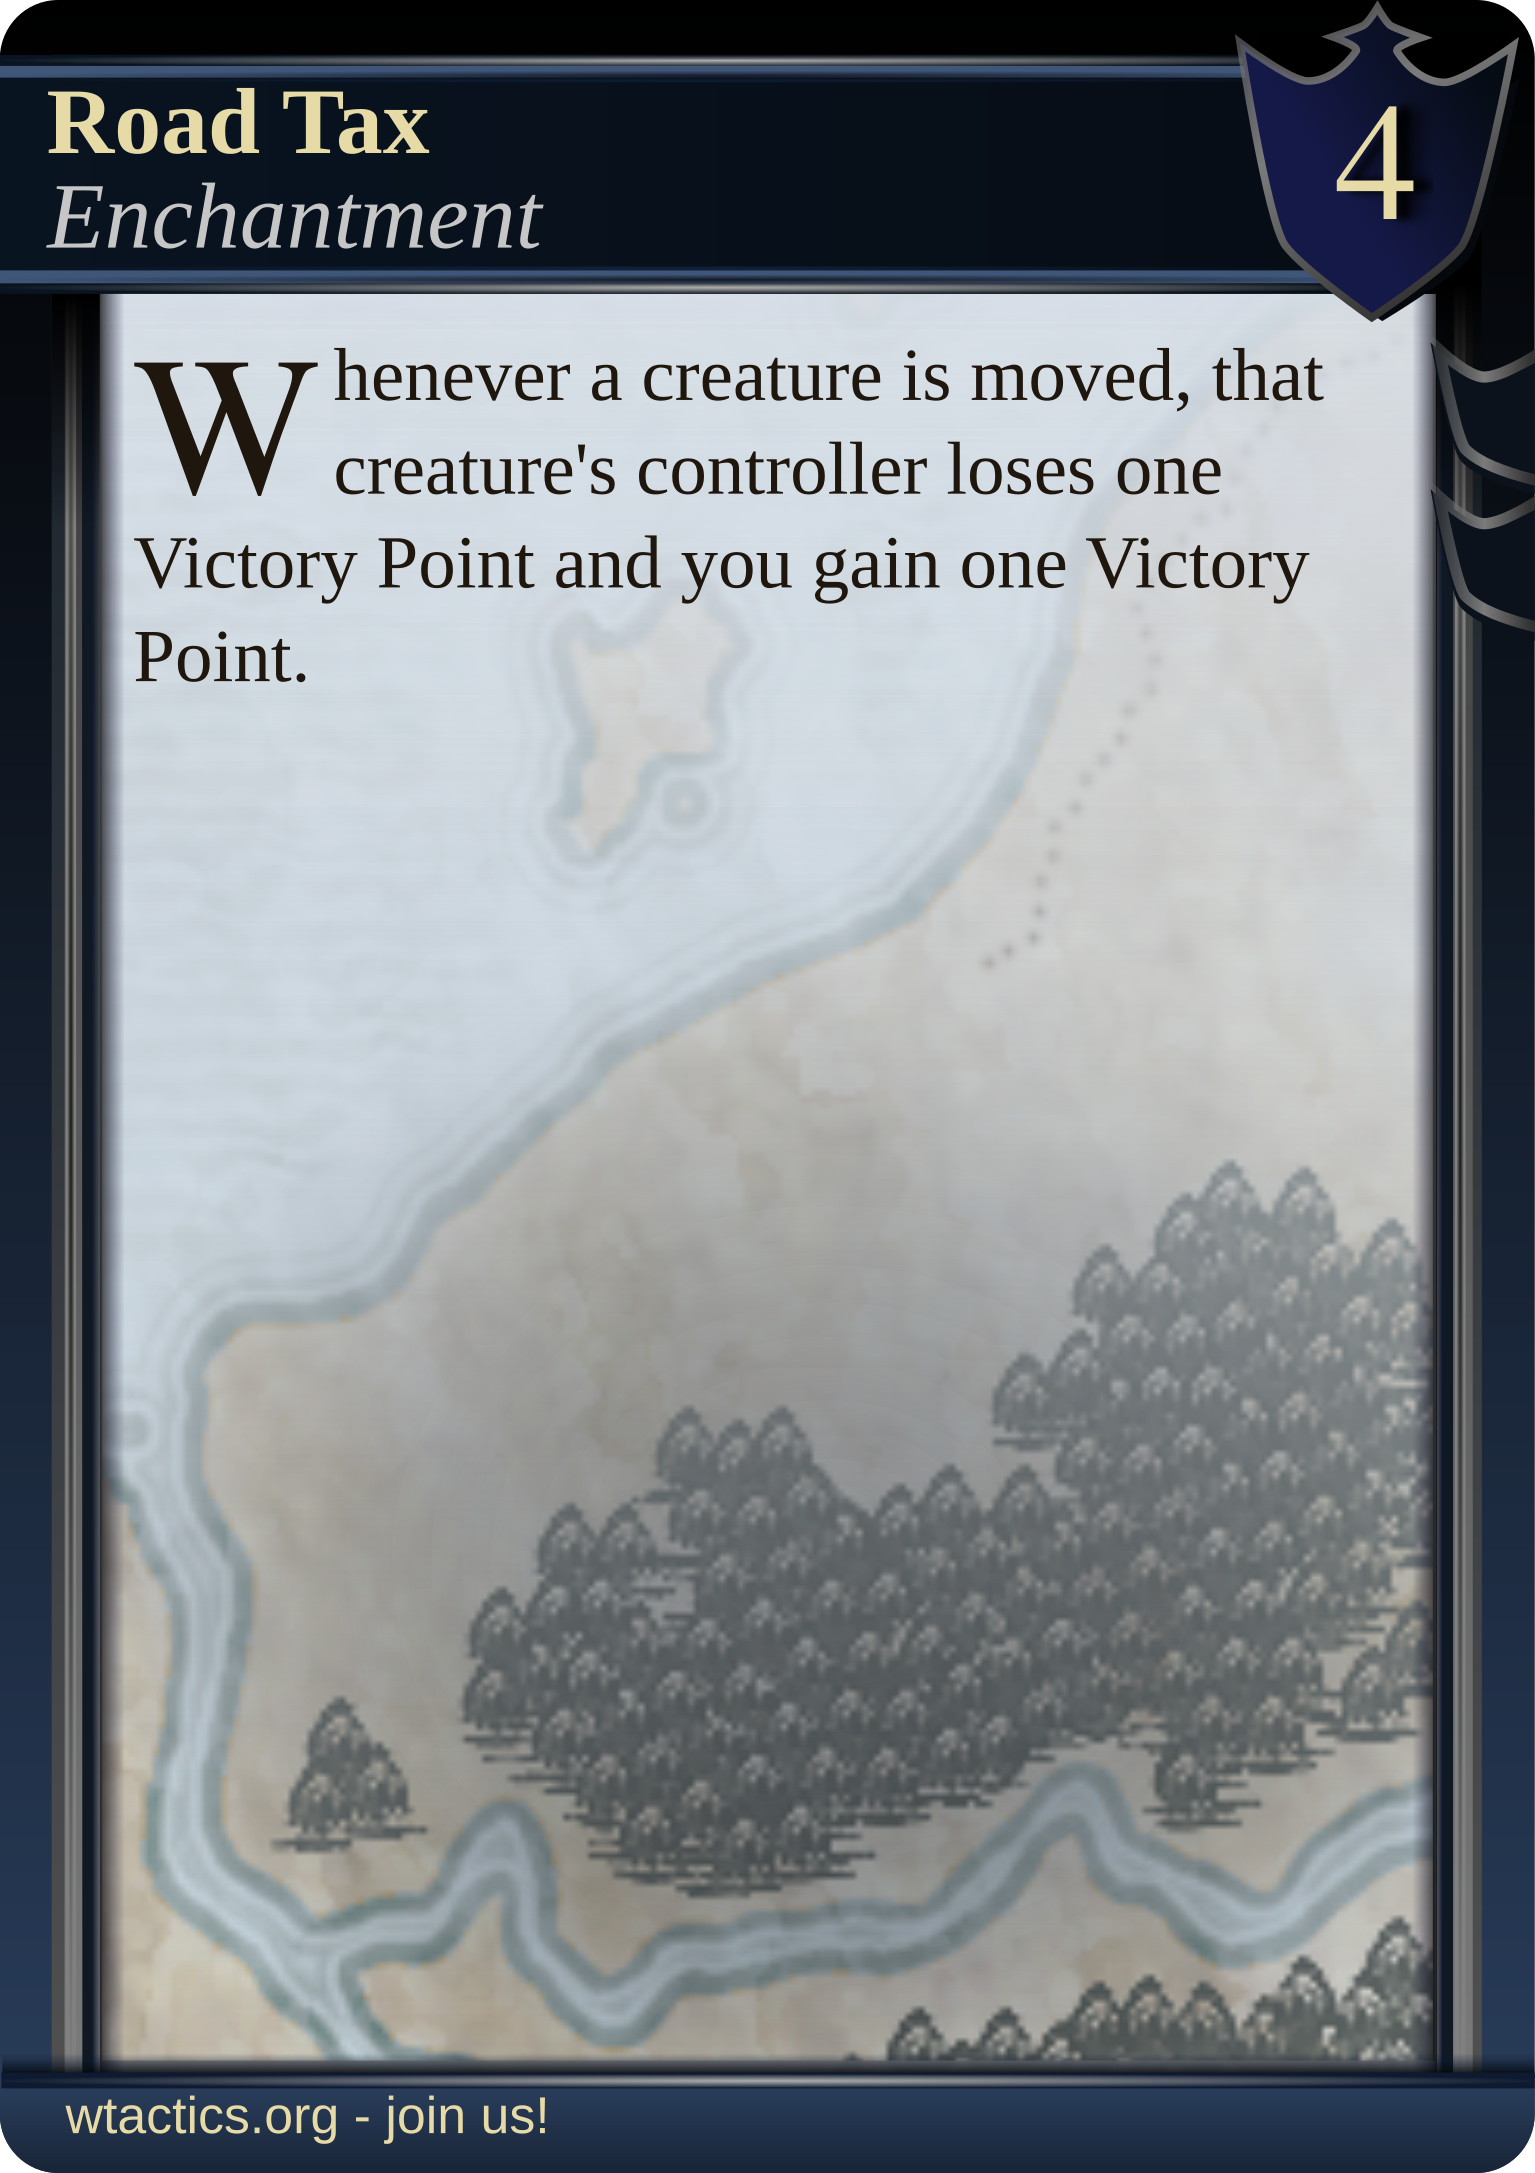 Road Tax
4
Enchantment
Whenever a creature is moved, that
creature's controller loses one
Victory Point and you gain one Victory
Point.
wtactics.org - join us!